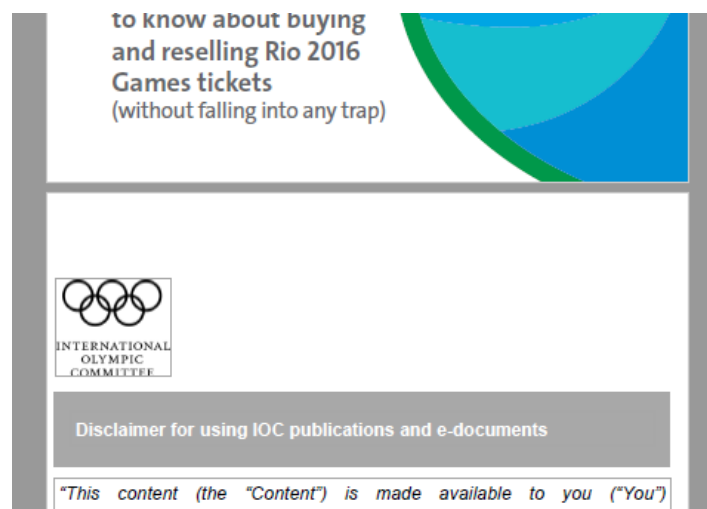 to know about buying
and reselling Rio 2016
Games tickets
(without falling into any trap)
INTERNATIONAL
OLYMPIC
COMMITTEE
Disclaimer for using IOC publications and e-documents
“This content (the “Content”) is made available to you (“You”)